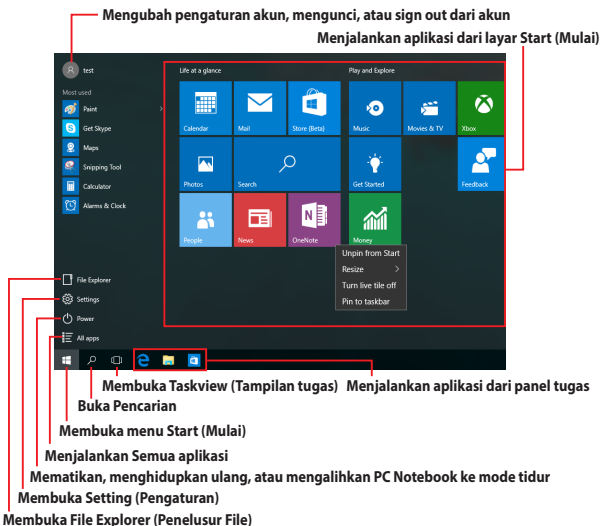 Mengubah pengaturan akun, mengunci, atau sign out dari akun
Menjalankan aplikasi dari layar Start (Mulai)
test
Most used
Paint
Get Skype
Maps
Snipping Tool
Calculator
Alarms & Clock
File Explorer
Settings
Power
All apps
Life at a glance
Play and Explore
Calendar
Mail
Store (Beta)
Music
Movies & TV
Xbox
Photos
Search
Get Started
Feedback
People
News
OneNote
Money
Unpin from Start
Resize
Turn live tile off
Pin to taskbar
Membuka Taskview (Tampilan tugas)
Menjalankan aplikasi dari panel tugas
Buka Pencarian
Membuka menu Start (Mulai)
Menjalankan Semua aplikasi
Mematikan, menghidupkan ulang, atau mengalihkan PC Notebook ke mode tidur
Membuka Setting (Pengaturan)
Membuka File Explorer (Penelusur File)